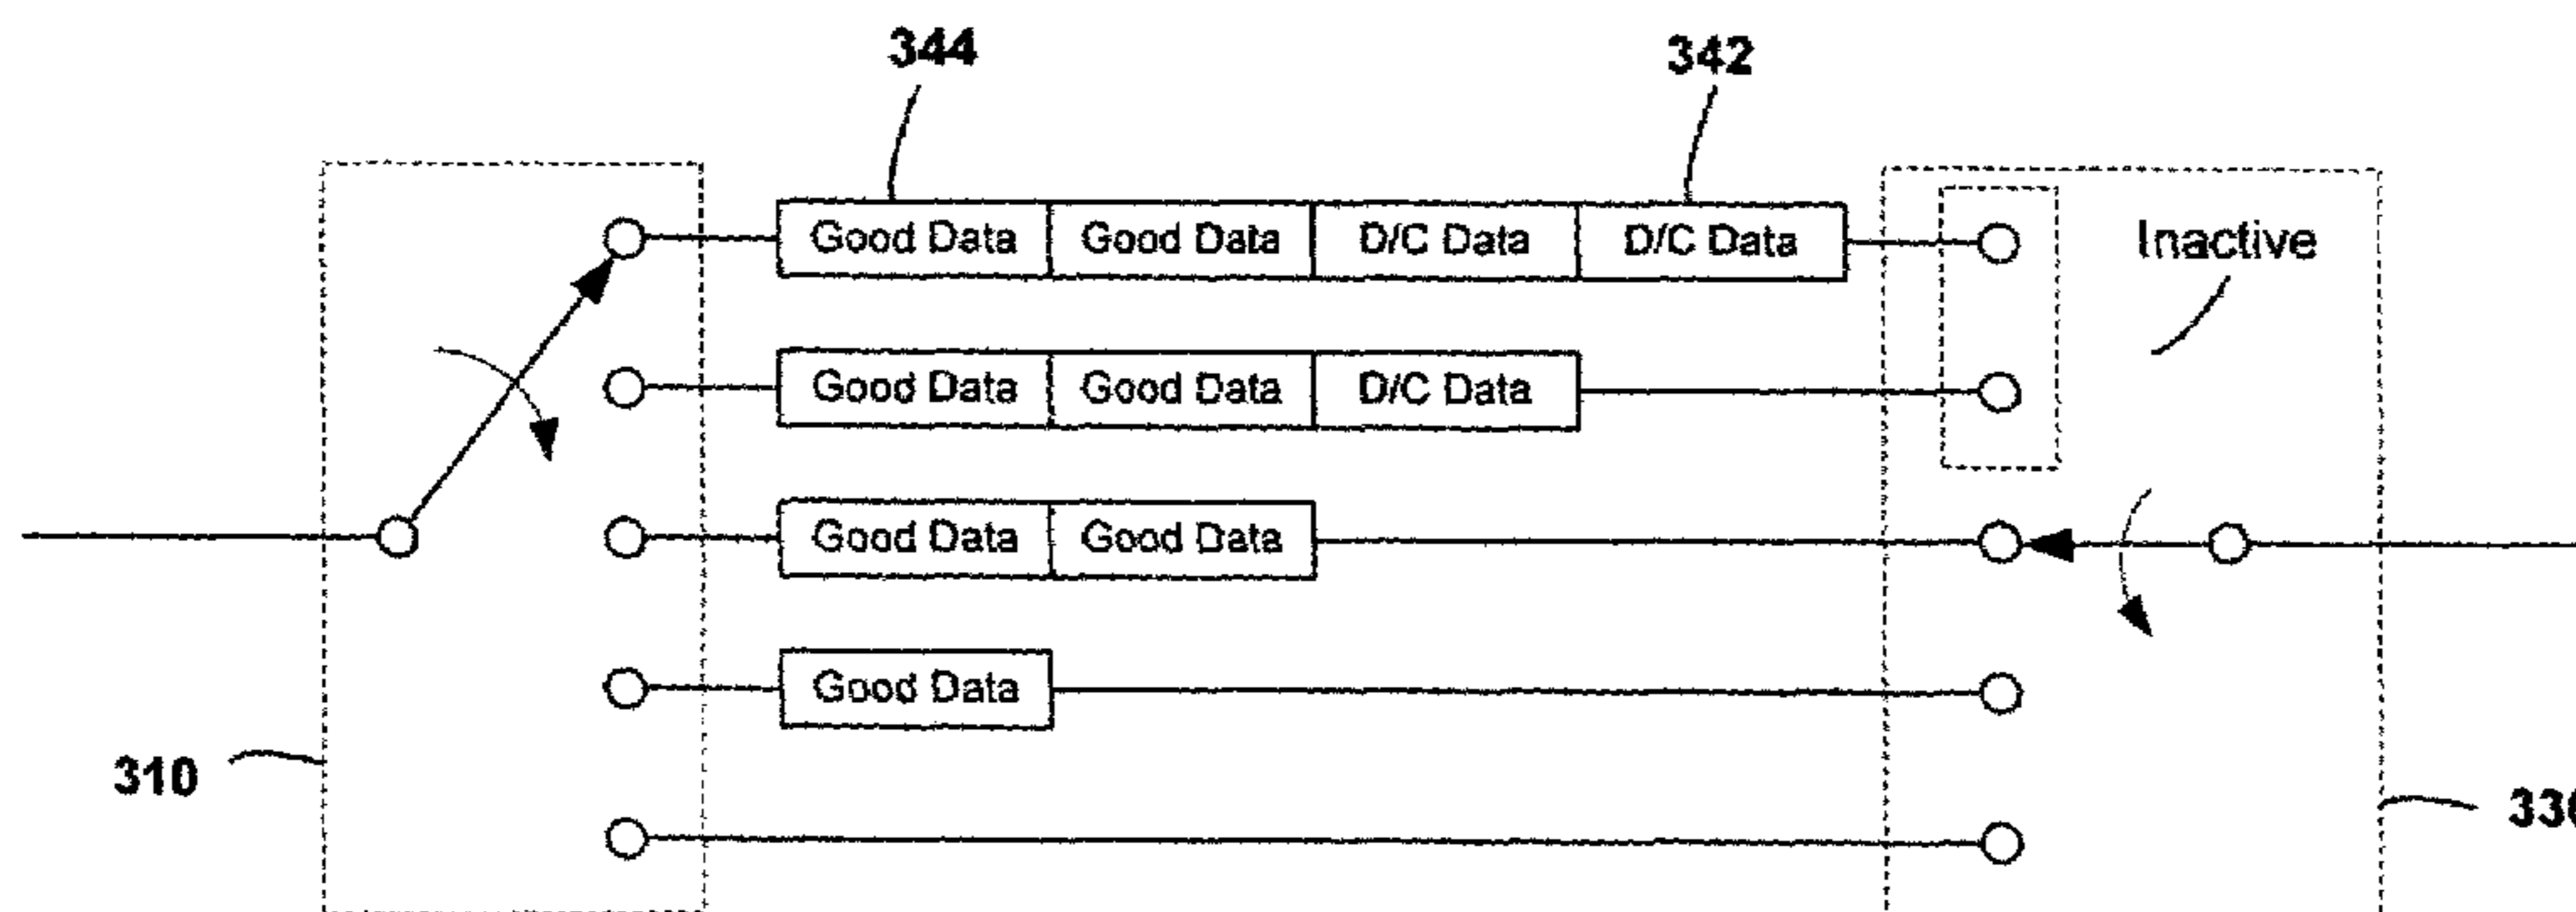 344
342
Good Data Good Data D/C Data D/C Data
Inactive
Good Data Good Data D/C Data
Good Data Good Data
Good Data
310
330